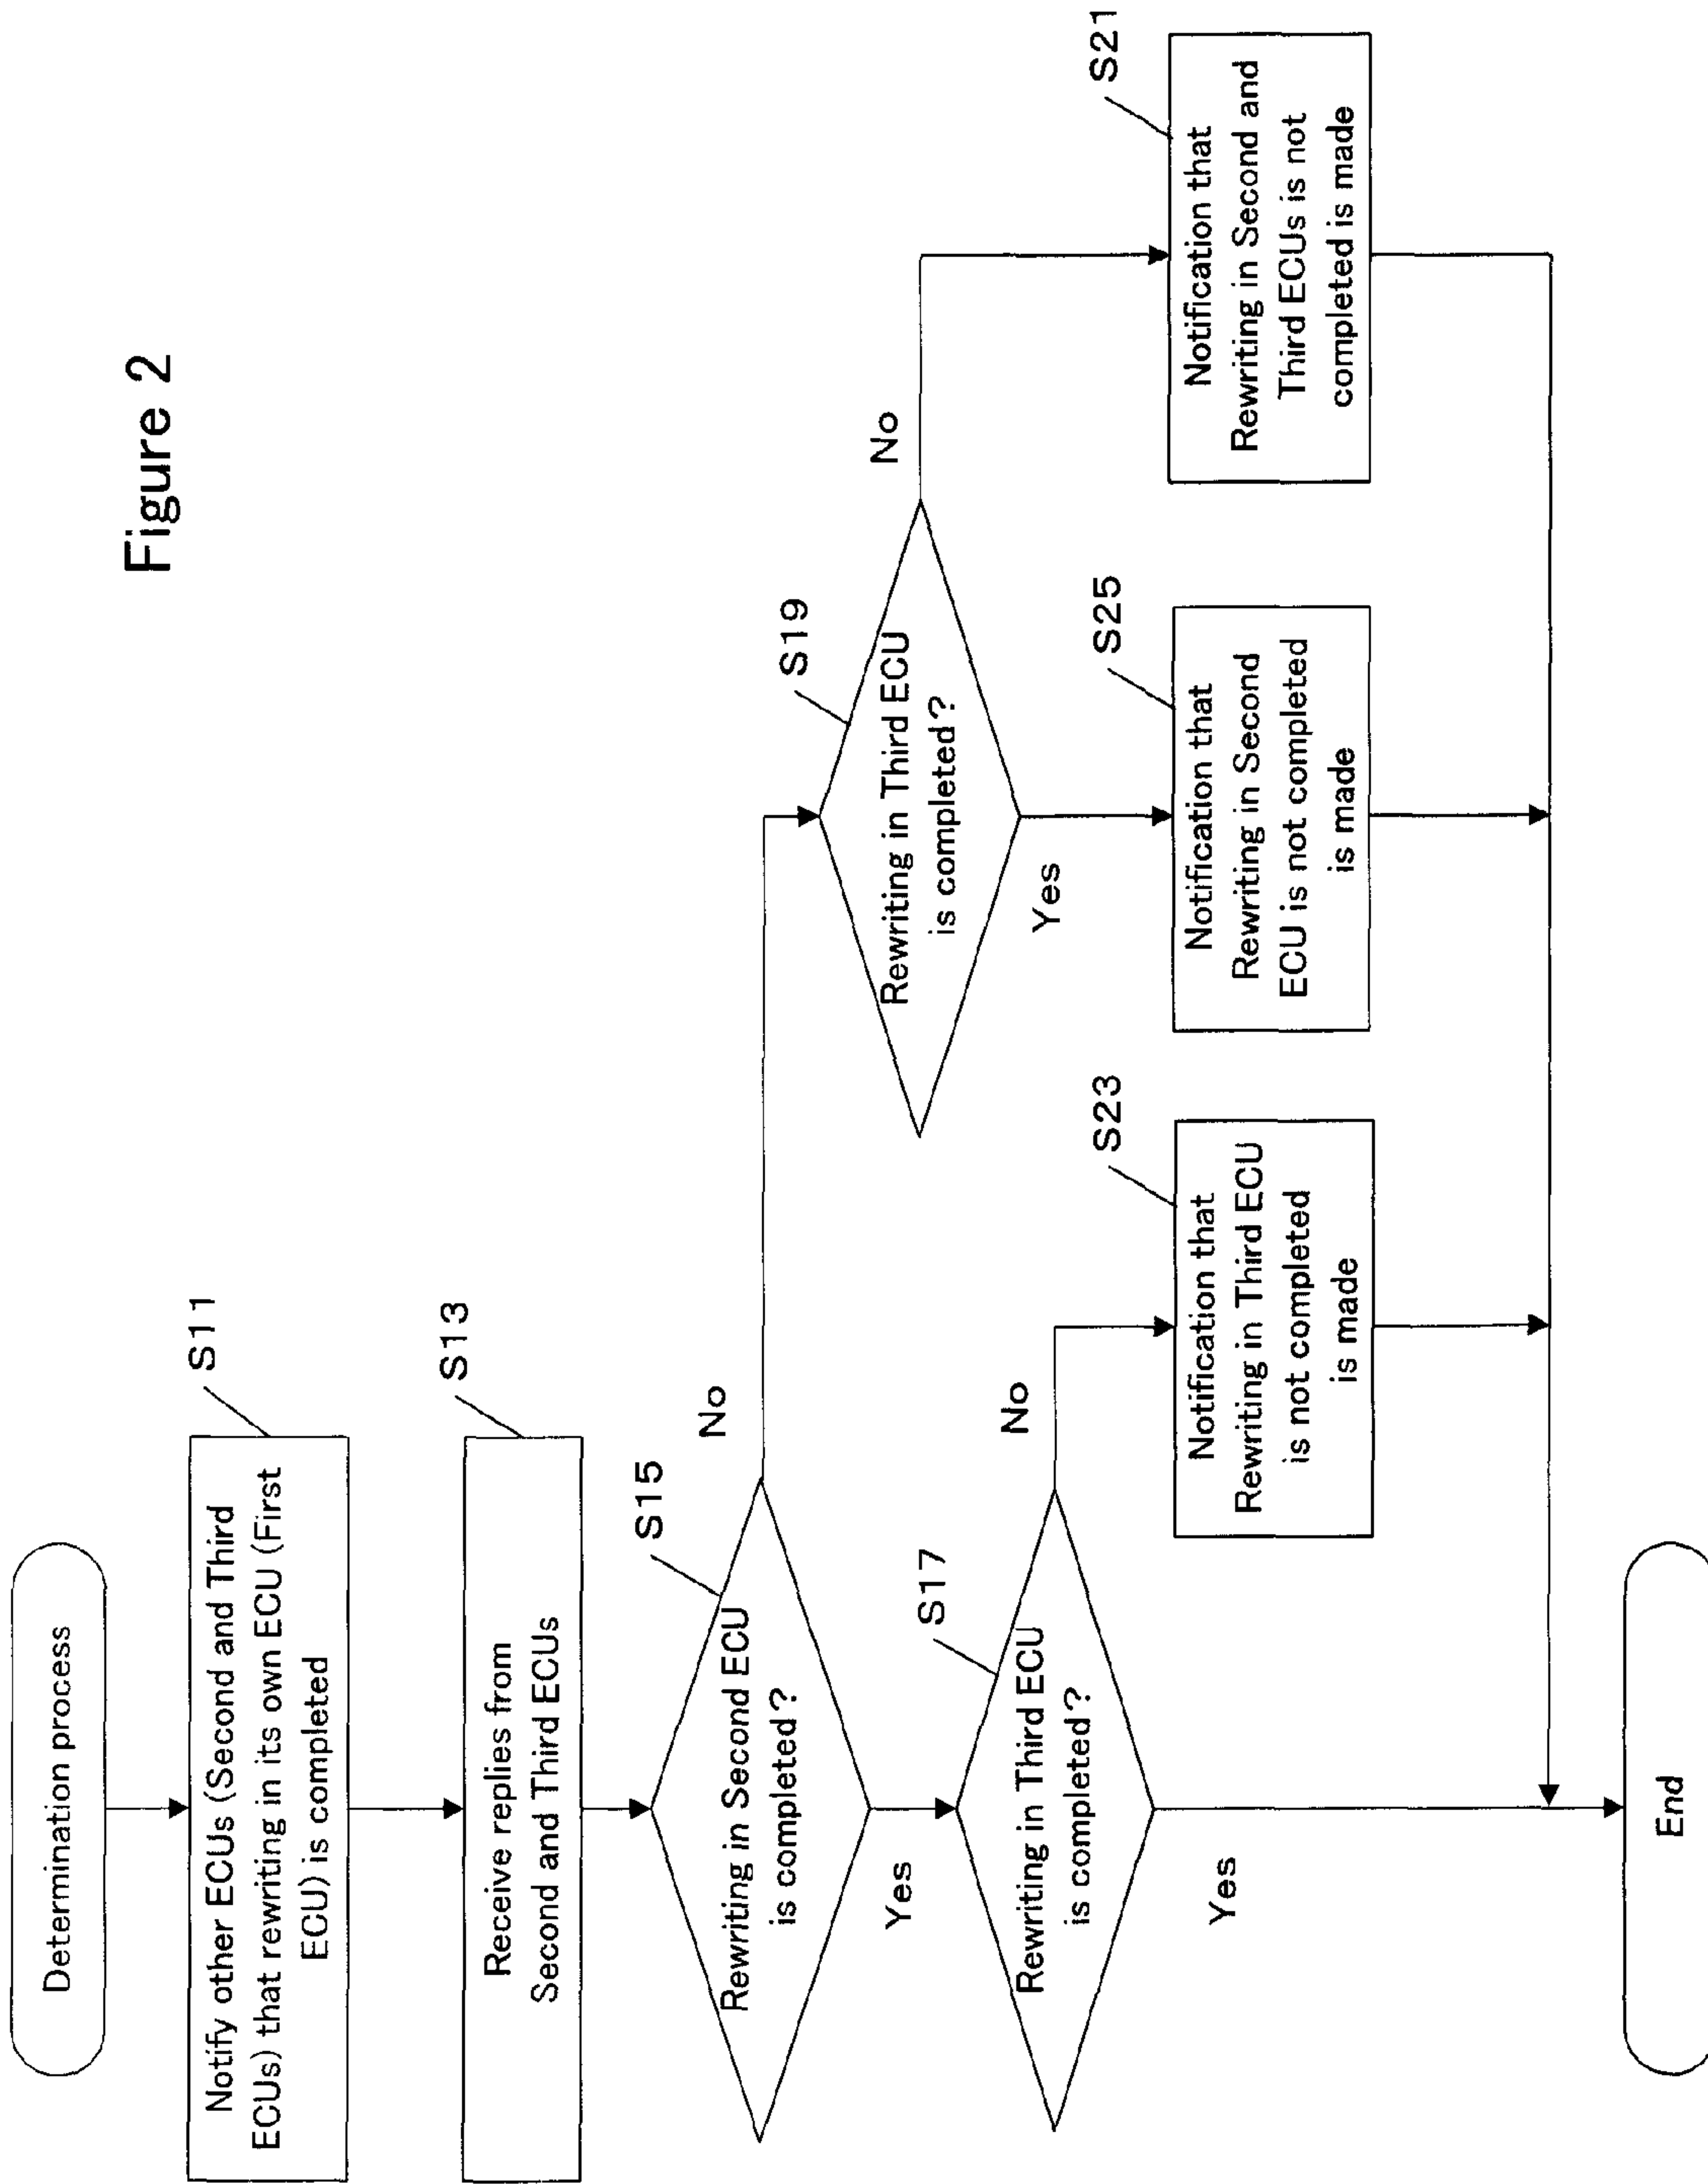 Figure 2
Determination process
S11
Notify other ECUs (Second and Third
ECUs) that rewriting in its own ECU (First
ECU) is completed
S13
Receive replies from
Second and Third ECUs
S15
Rewriting in Second ECU
is completed?
No
Yes
S17
Rewriting in Third ECU
is completed?
No
Yes
S19
Rewriting in Third ECU
is completed?
No
Yes
S23
Notification that
Rewriting in Third ECU
is not completed
is made
S25
Notification that
Rewriting in Second
ECU is not completed
is made
S21
Notification that
Rewriting in Second and
Third ECUs is not
completed is made
End